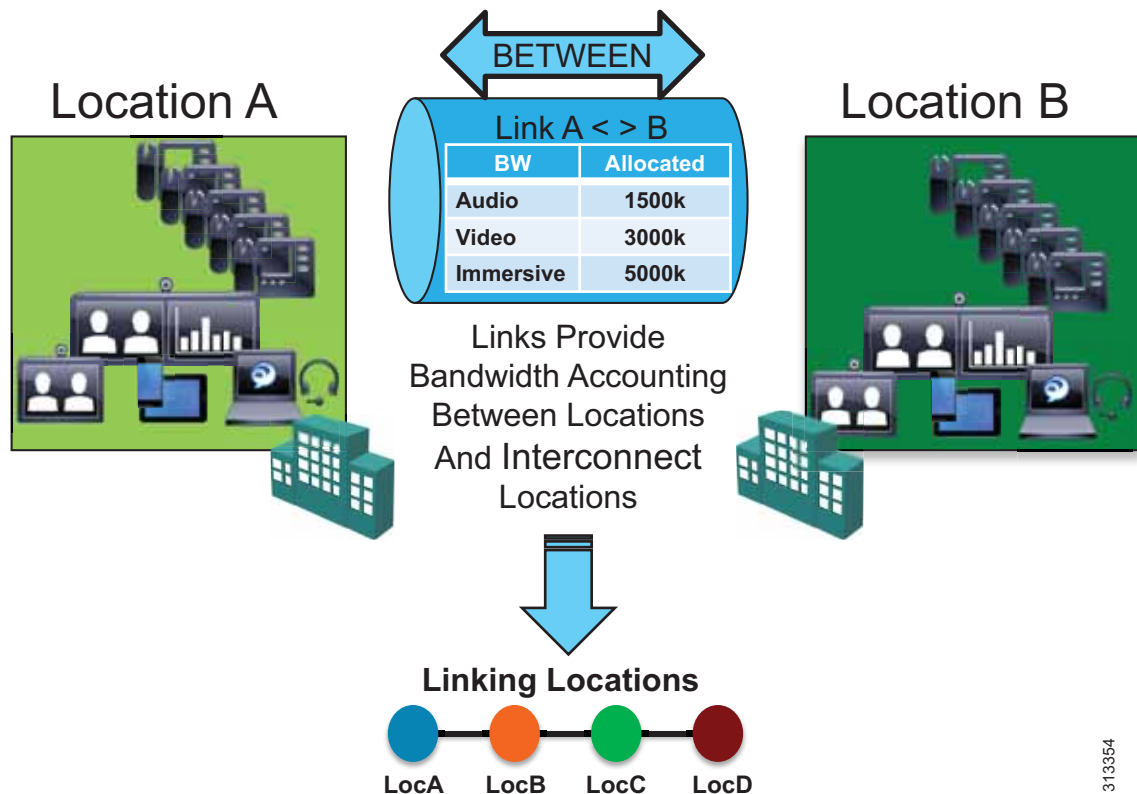 BETWEEN
Location A
Location B
Link A < > B
BW Allocated
Audio 1500k
Video 3000k
Immersive 5000k
Links Provide
Bandwidth Accounting
Between Locations
And Interconnect
Locations
Linking Locations
LocA LocB LocC LocD
313354